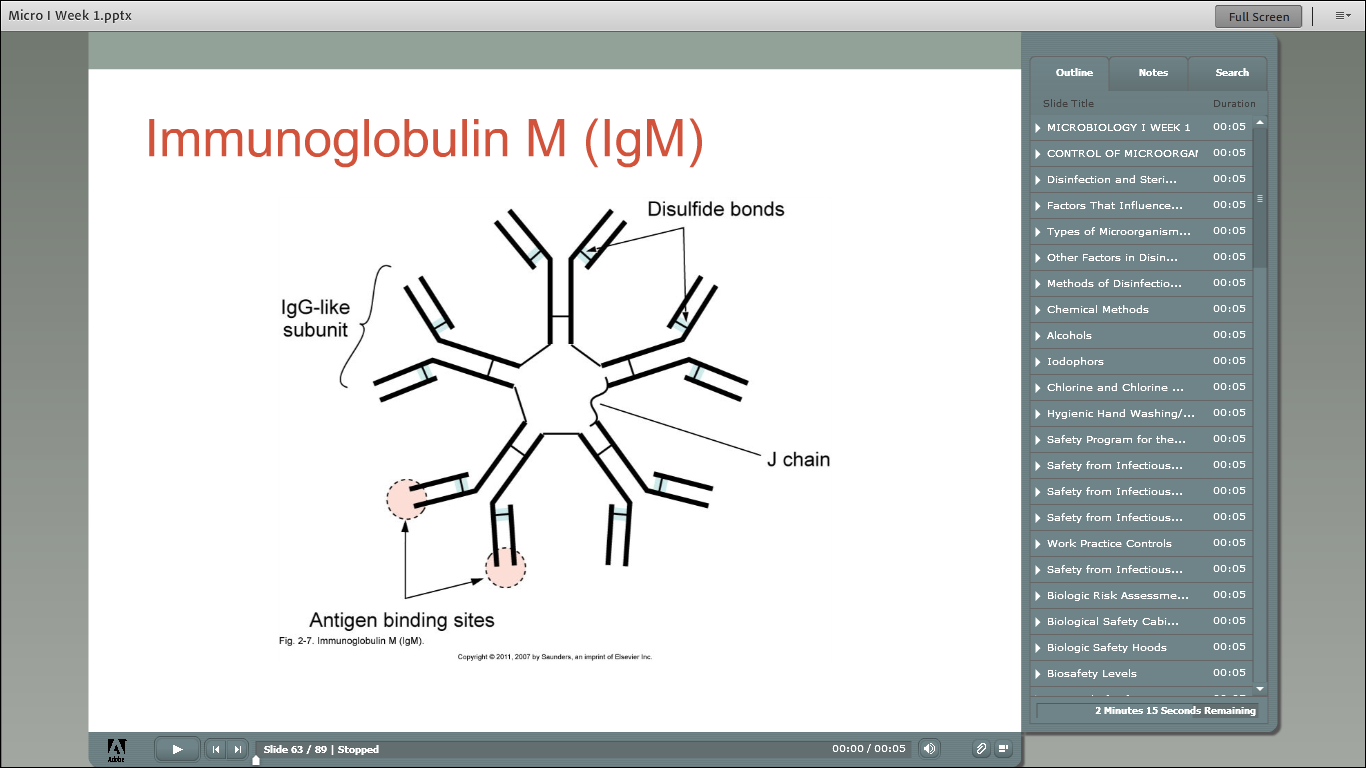 Micro I Week 1.pptx
Full Screen
Immunoglobulin M (IgM)
Disulfide bonds
IgG-like
subunit
J chain
Antigen binding sites
Fig. 2-7. Immunoglobulin M (IgM).
Copyright © 2011, 2007 by Saunders, an imprint of Elsevier Inc.
Outline Notes Search
Slide Title Duration
MICROBIOLOGY I WEEK 1 00:05
CONTROL OF MICROORGAN 00:05
Disinfection and Steri... 00:05
Factors That Influence... 00:05
Types of Microorganism... 00:05
Other Factors in Disin... 00:05
Methods of Disinfectio... 00:05
Chemical Methods 00:05
Alcohols 00:05
Iodophors 00:05
Chlorine and Chlorine ... 00:05
Hygienic Hand Washing/... 00:05
Safety Program for the... 00:05
Safety from Infectious... 00:05
Safety from Infectious... 00:05
Safety from Infectious... 00:05
Work Practice Controls 00:05
Safety from Infectious... 00:05
Biologic Risk Assessme... 00:05
Biological Safety Cabi... 00:05
Biologic Safety Hoods 00:05
Biosafety Levels 00:05
2 Minutes 15 Seconds Remaining
Adobe
Slide 63 / 89 | Stopped
00:00 / 00:05